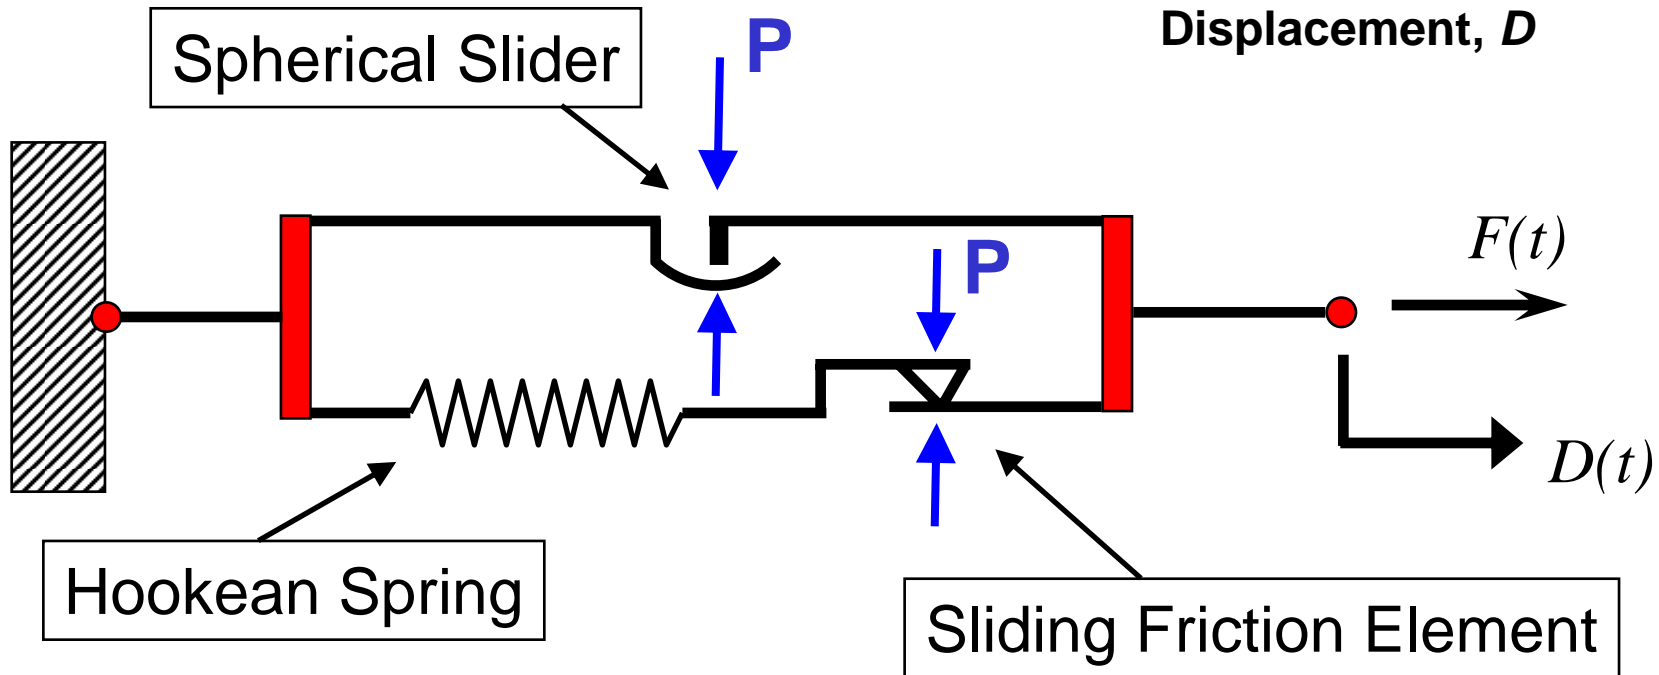 Displacement, D
Spherical Slider
P
P
F(t)
D(t)
Hookean Spring
Sliding Friction Element